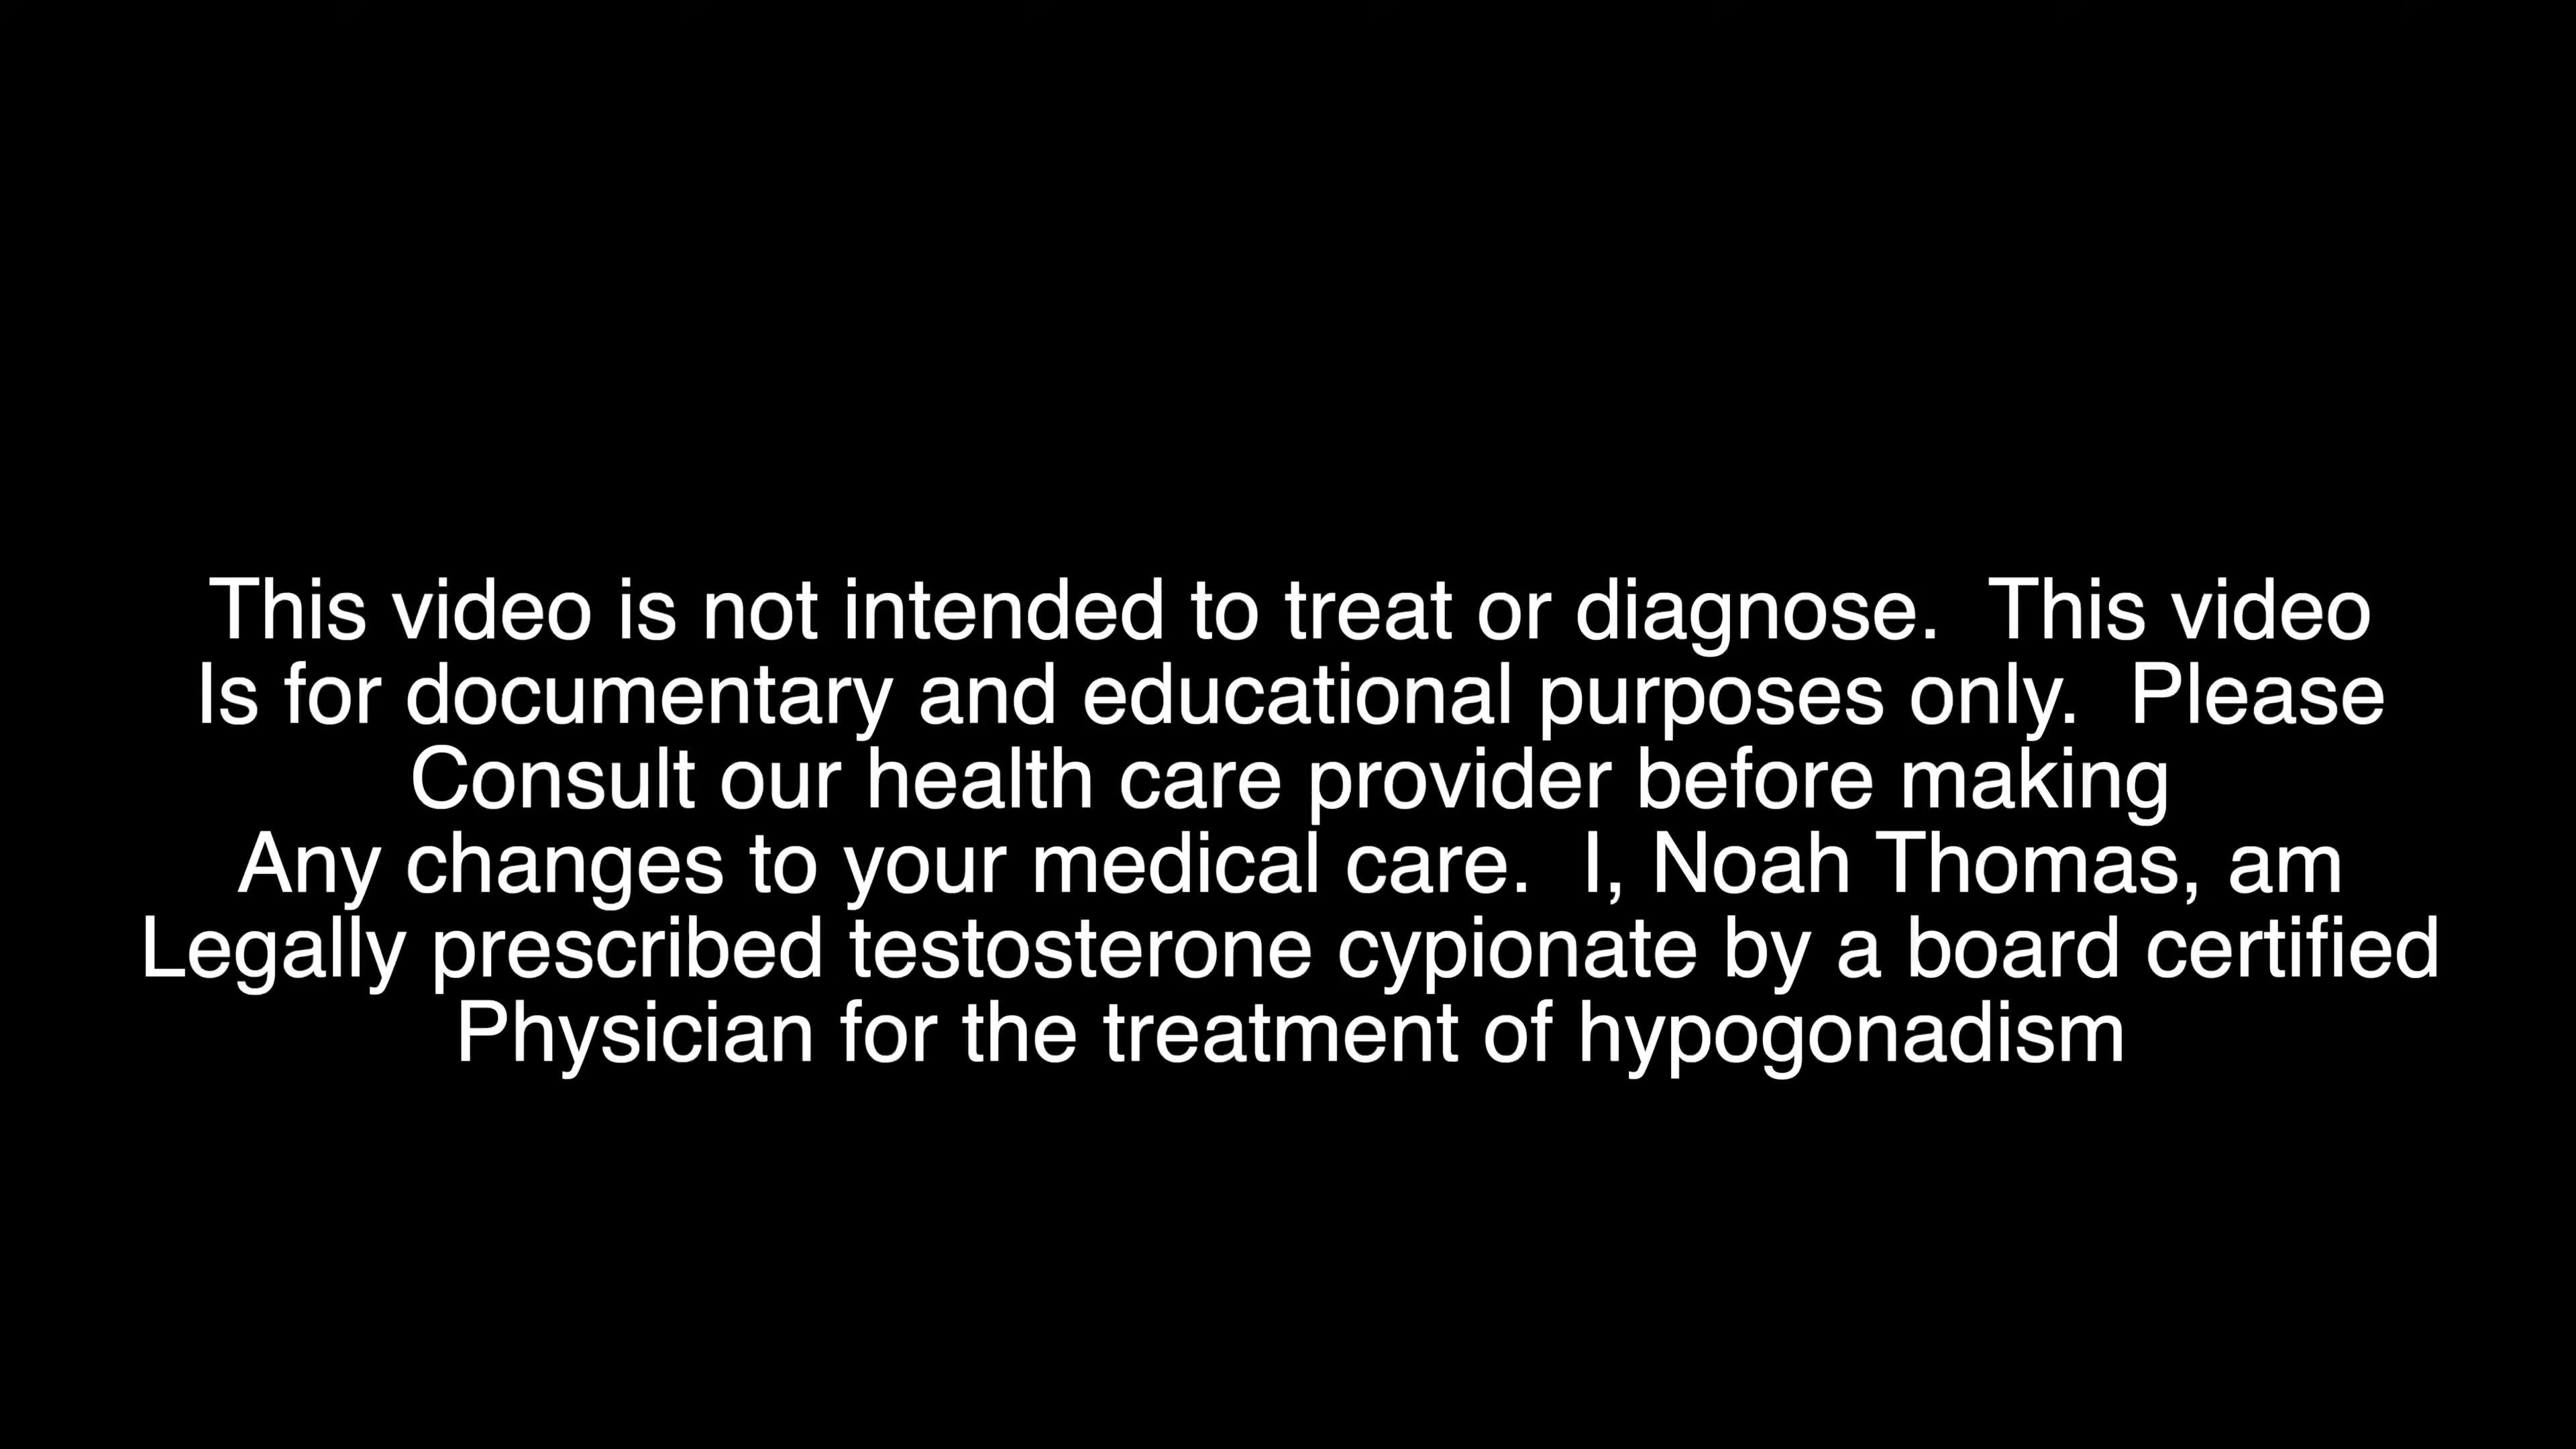 This video is not intended to treat or diagnose.  This video
Is for documentary and educational purposes only.  Please
Consult our health care provider before making
Any changes to your medical care.  I, Noah Thomas, am
Legally prescribed testosterone cypionate by a board certified
Physician for the treatment of hypogonadism